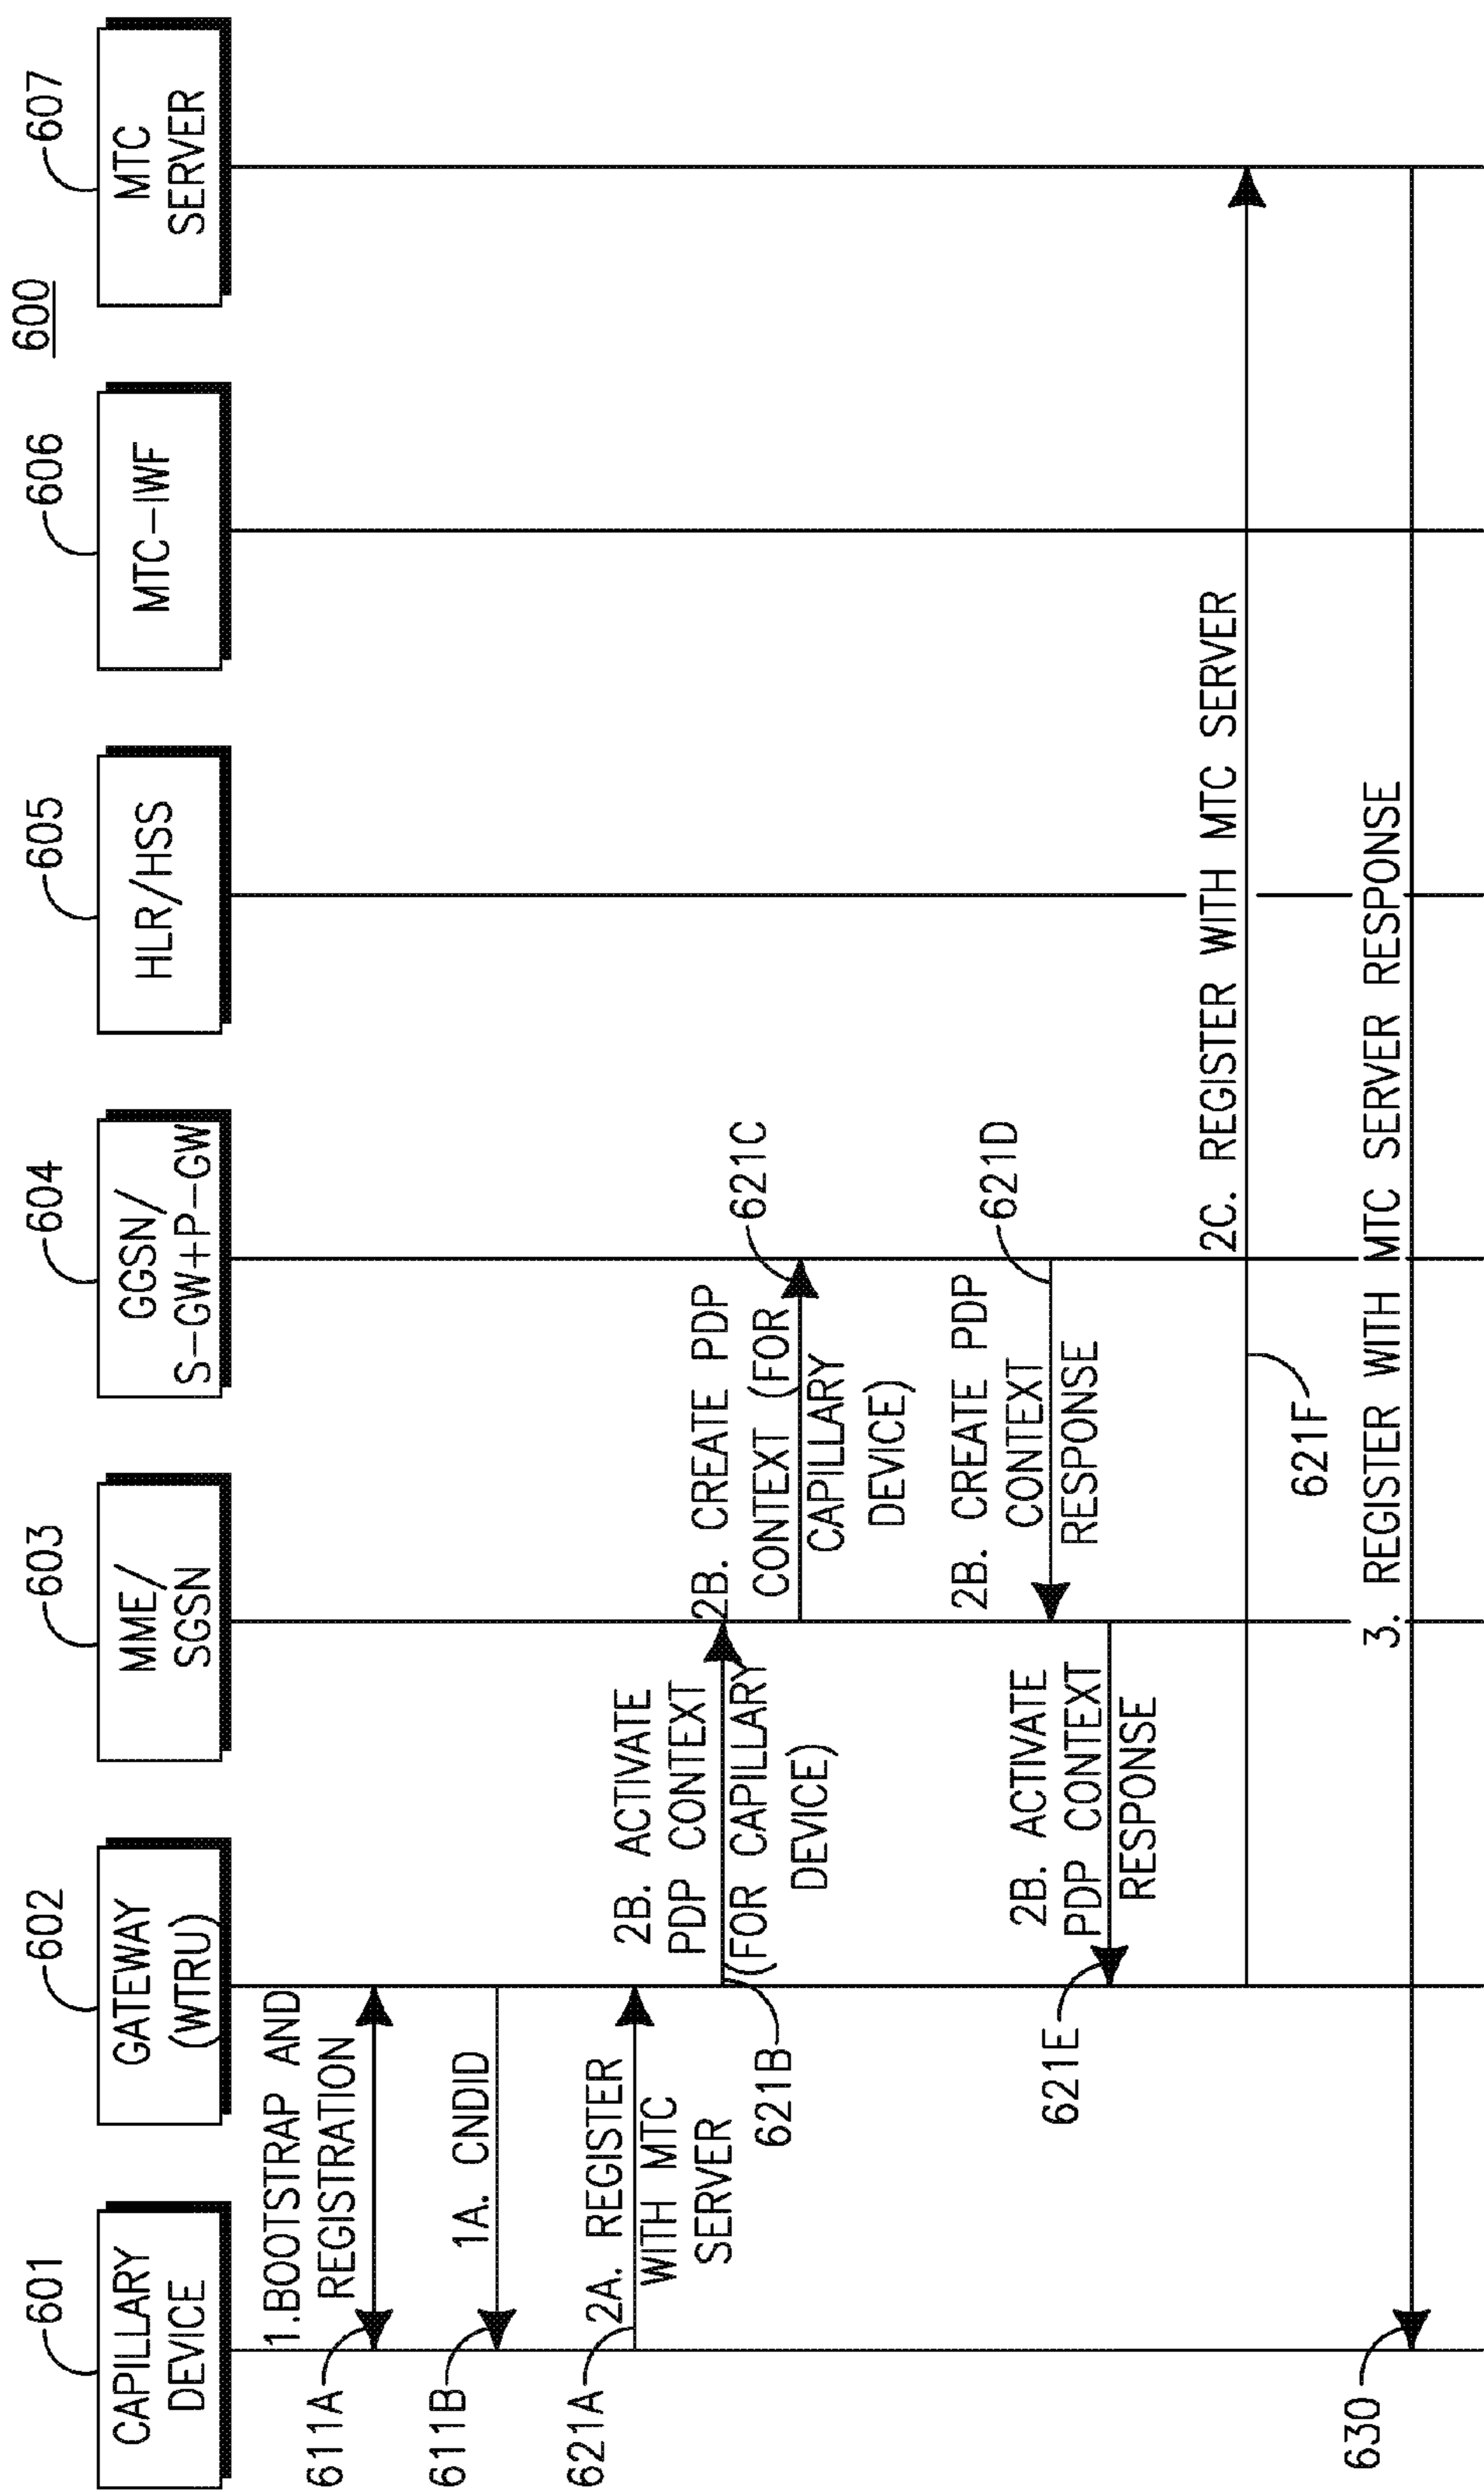 600
601
CAPILLARY
DEVICE
602
GATEWAY
(WTRU)
603
MME/
SGSN
604
GGSN/
S-GW+P-GW
605
HLR/HSS
606
MTC-IWF
607
MTC
SERVER
1.BOOTSTRAP AND
REGISTRATION
611A
1A. CNDID
611B
2A. REGISTER
WITH MTC
SERVER
621A
2B. ACTIVATE
PDP CONTEXT
(FOR CAPILLARY
DEVICE)
621B
2B. CREATE PDP
CONTEXT (FOR
CAPILLARY
DEVICE)
621C
2B. CREATE PDP
CONTEXT
RESPONSE
621D
2B. ACTIVATE
PDP CONTEXT
RESPONSE
621E
2C. REGISTER WITH MTC SERVER
621F
3. REGISTER WITH MTC SERVER RESPONSE
630